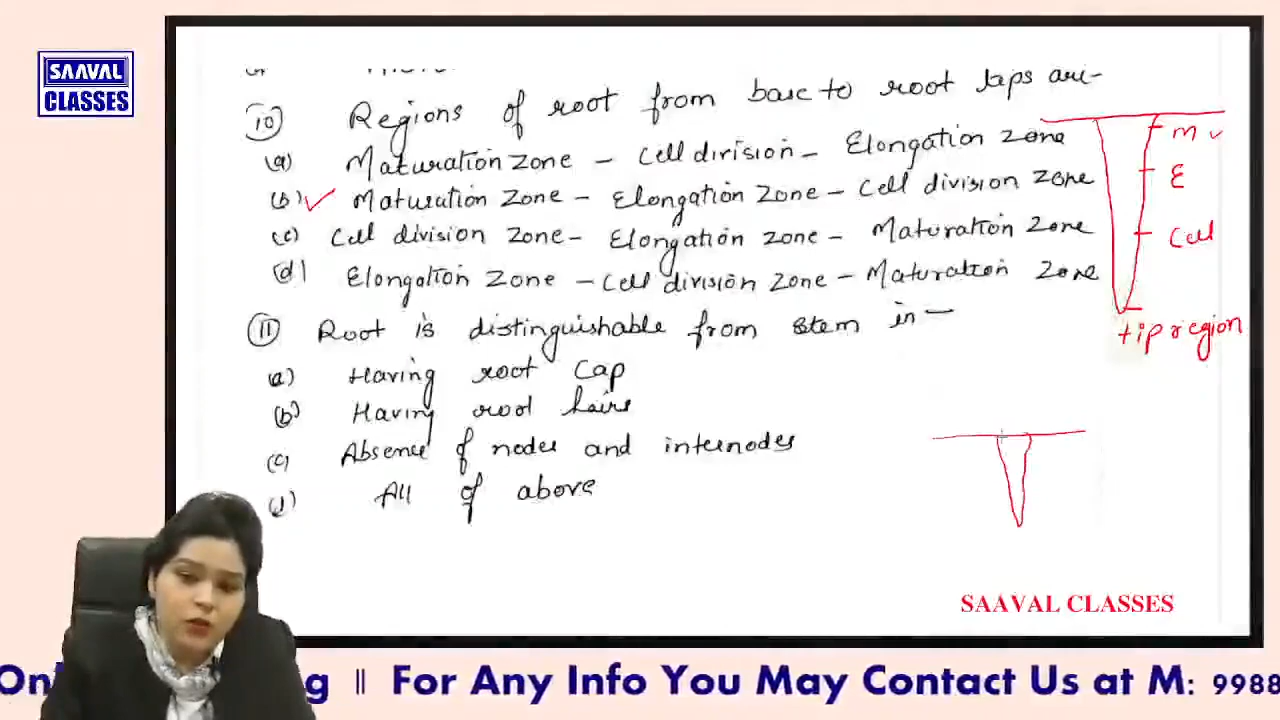 SAAVAL
CLASSES
(10) Regions of root from base to root taps are-
(a) Maturation zone - Cell division - Elongation zone
(b) ✓ Maturation zone - Elongation zone - Cell division zone
(c) Cell division zone - Elongation zone - Maturation zone
(d) Elongation zone - Cell division zone - Maturation zone
m ✓
E
Cell
tip region
(11) Root is distinguishable from stem in -
(a) Having root cap
(b) Having root hairs
(c) Absence of nodes and internodes
(d) All of above
SAAVAL CLASSES
g || For Any Info You May Contact Us at M: 9988